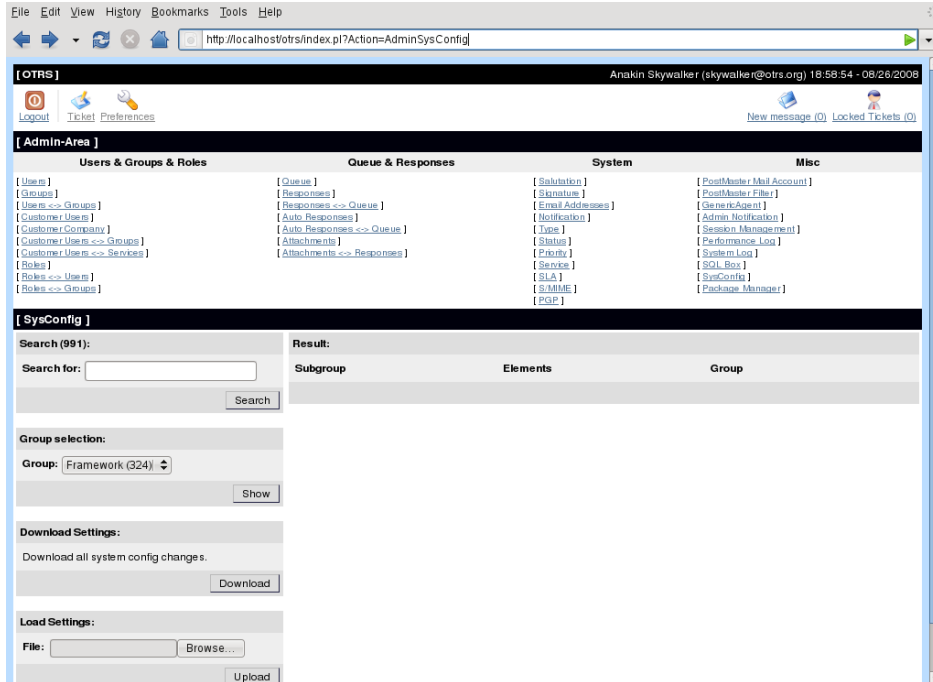 File Edit View History Bookmarks Tools Help
http://localhost/otrs/index.pl?Action=AdminSysConfig
[ OTRS ]
Anakin Skywalker (skywalker@otrs.org) 18:58:54 - 08/26/2008
Logout Ticket Preferences
New message (0) Locked Tickets (0)
[ Admin-Area ]
Users & Groups & Roles
[ Users ]
[ Groups ]
[ Users <-> Groups ]
[ Customer Users ]
[ Customer Company ]
[ Customer Users <-> Groups ]
[ Customer Users <-> Services ]
[ Roles ]
[ Roles <-> Users ]
[ Roles <-> Groups ]
Queue & Responses
[ Queue ]
[ Responses ]
[ Responses <-> Queue ]
[ Auto Responses ]
[ Auto Responses <-> Queue ]
[ Attachments ]
[ Attachments <-> Responses ]
System
[ Salutation ]
[ Signature ]
[ Email Addresses ]
[ Notification ]
[ Type ]
[ Status ]
[ Priority ]
[ Service ]
[ SLA ]
[ S/MIME ]
[ PGP ]
Misc
[ PostMaster Mail Account ]
[ PostMaster Filter ]
[ GenericAgent ]
[ Admin Notification ]
[ Session Management ]
[ Performance Log ]
[ System Log ]
[ SQL Box ]
[ SysConfig ]
[ Package Manager ]
[ SysConfig ]
Search (991):
Search for:
Search
Group selection:
Group: Framework (324)
Show
Download Settings:
Download all system config changes.
Download
Load Settings:
File: Browse...
Upload
Result:
Subgroup Elements Group